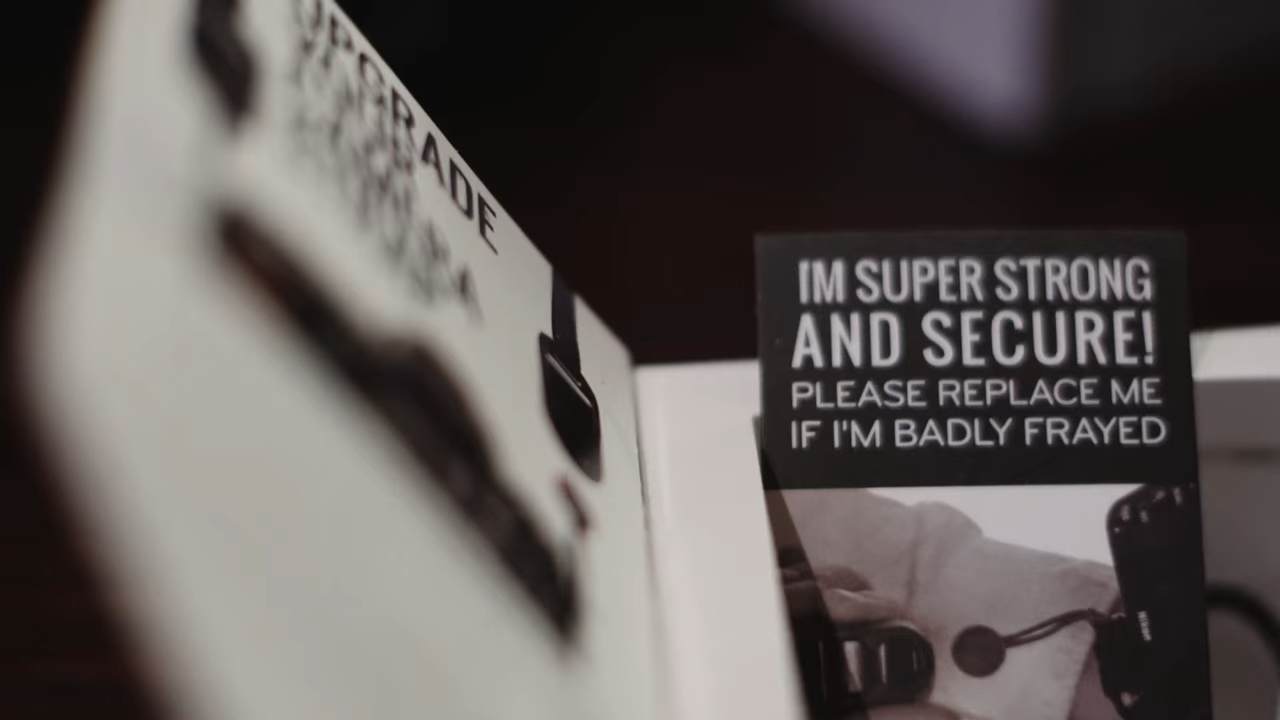 UPGRADE
IM SUPER STRONG
AND SECURE!
PLEASE REPLACE ME
IF I'M BADLY FRAYED